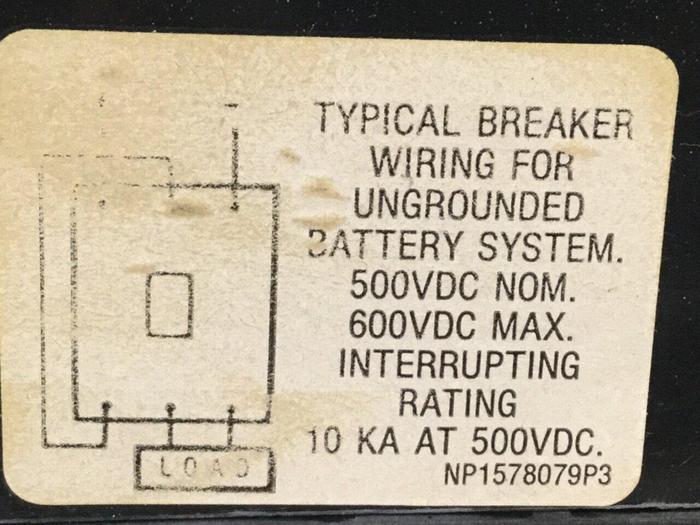 TYPICAL BREAKER
WIRING FOR
UNGROUNDED
BATTERY SYSTEM.
500VDC NOM.
600VDC MAX.
INTERRUPTING
RATING
10 KA AT 500VDC.
NP1578079P3
LOAD